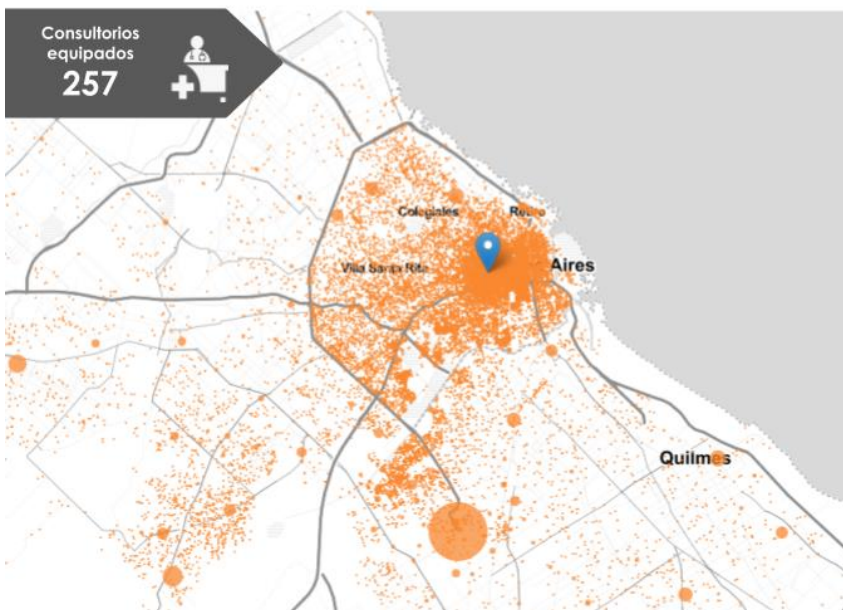 Consultorios
equipados
257
Colegiales
Retiro
Villa Santa Rita
Aires
Quilmes